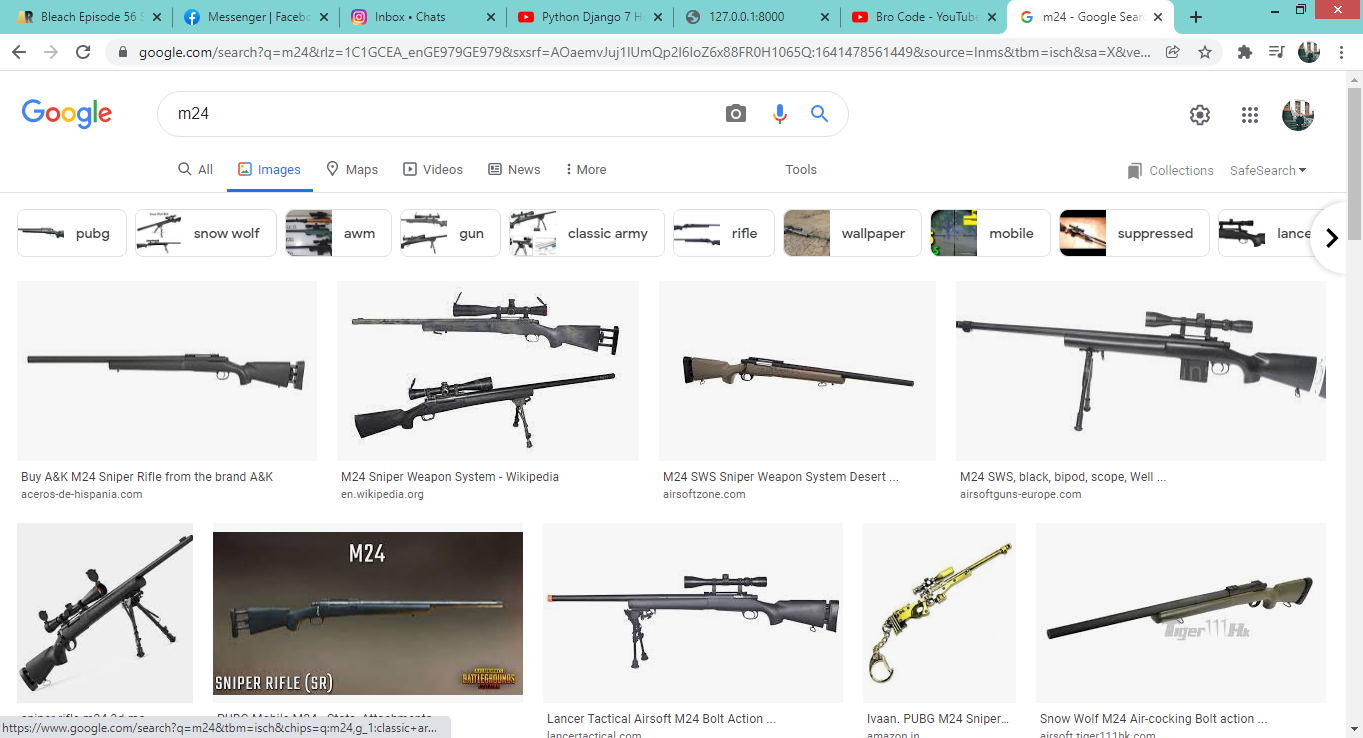 Bleach Episode 56 S
Messenger | Faceb
Inbox • Chats
Python Django 7 H
127.0.0.1:8000
Bro Code - YouTube
m24 - Google Sear
google.com/search?q=m24&rlz=1C1GCEA_enGE979GE979&sxsrf=AOaemvJuj1IUmQp2I6IoZ6x88FR0H1065Q:1641478561449&source=lnms&tbm=isch&sa=X&ve...
Google
m24
All
Images
Maps
Videos
News
More
Tools
Collections
SafeSearch
pubg
snow wolf
awm
gun
classic army
rifle
wallpaper
mobile
suppressed
lance
Buy A&K M24 Sniper Rifle from the brand A&K
aceros-de-hispania.com
M24 Sniper Weapon System - Wikipedia
en.wikipedia.org
M24 SWS Sniper Weapon System Desert ...
airsoftzone.com
M24 SWS, black, bipod, scope, Well ...
airsoftguns-europe.com
M24
SNIPER RIFLE (SR)
BATTLEGROUNDS
Tiger111Hk
sniper rifle m24 3d mo
PUBG Mobile M24 - Stats, Attachments
Lancer Tactical Airsoft M24 Bolt Action ...
lancertactical.com
Ivaan. PUBG M24 Sniper...
amazon.in
Snow Wolf M24 Air-cocking Bolt action ...
airsoft.tiger111hk.com
https://www.google.com/search?q=m24&tbm=isch&chips=q:m24,g_1:classic+ar...